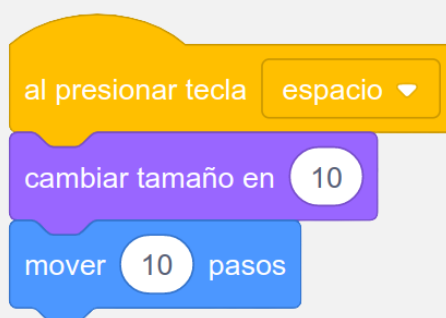 al presionar tecla espacio
cambiar tamaño en 10
mover 10 pasos